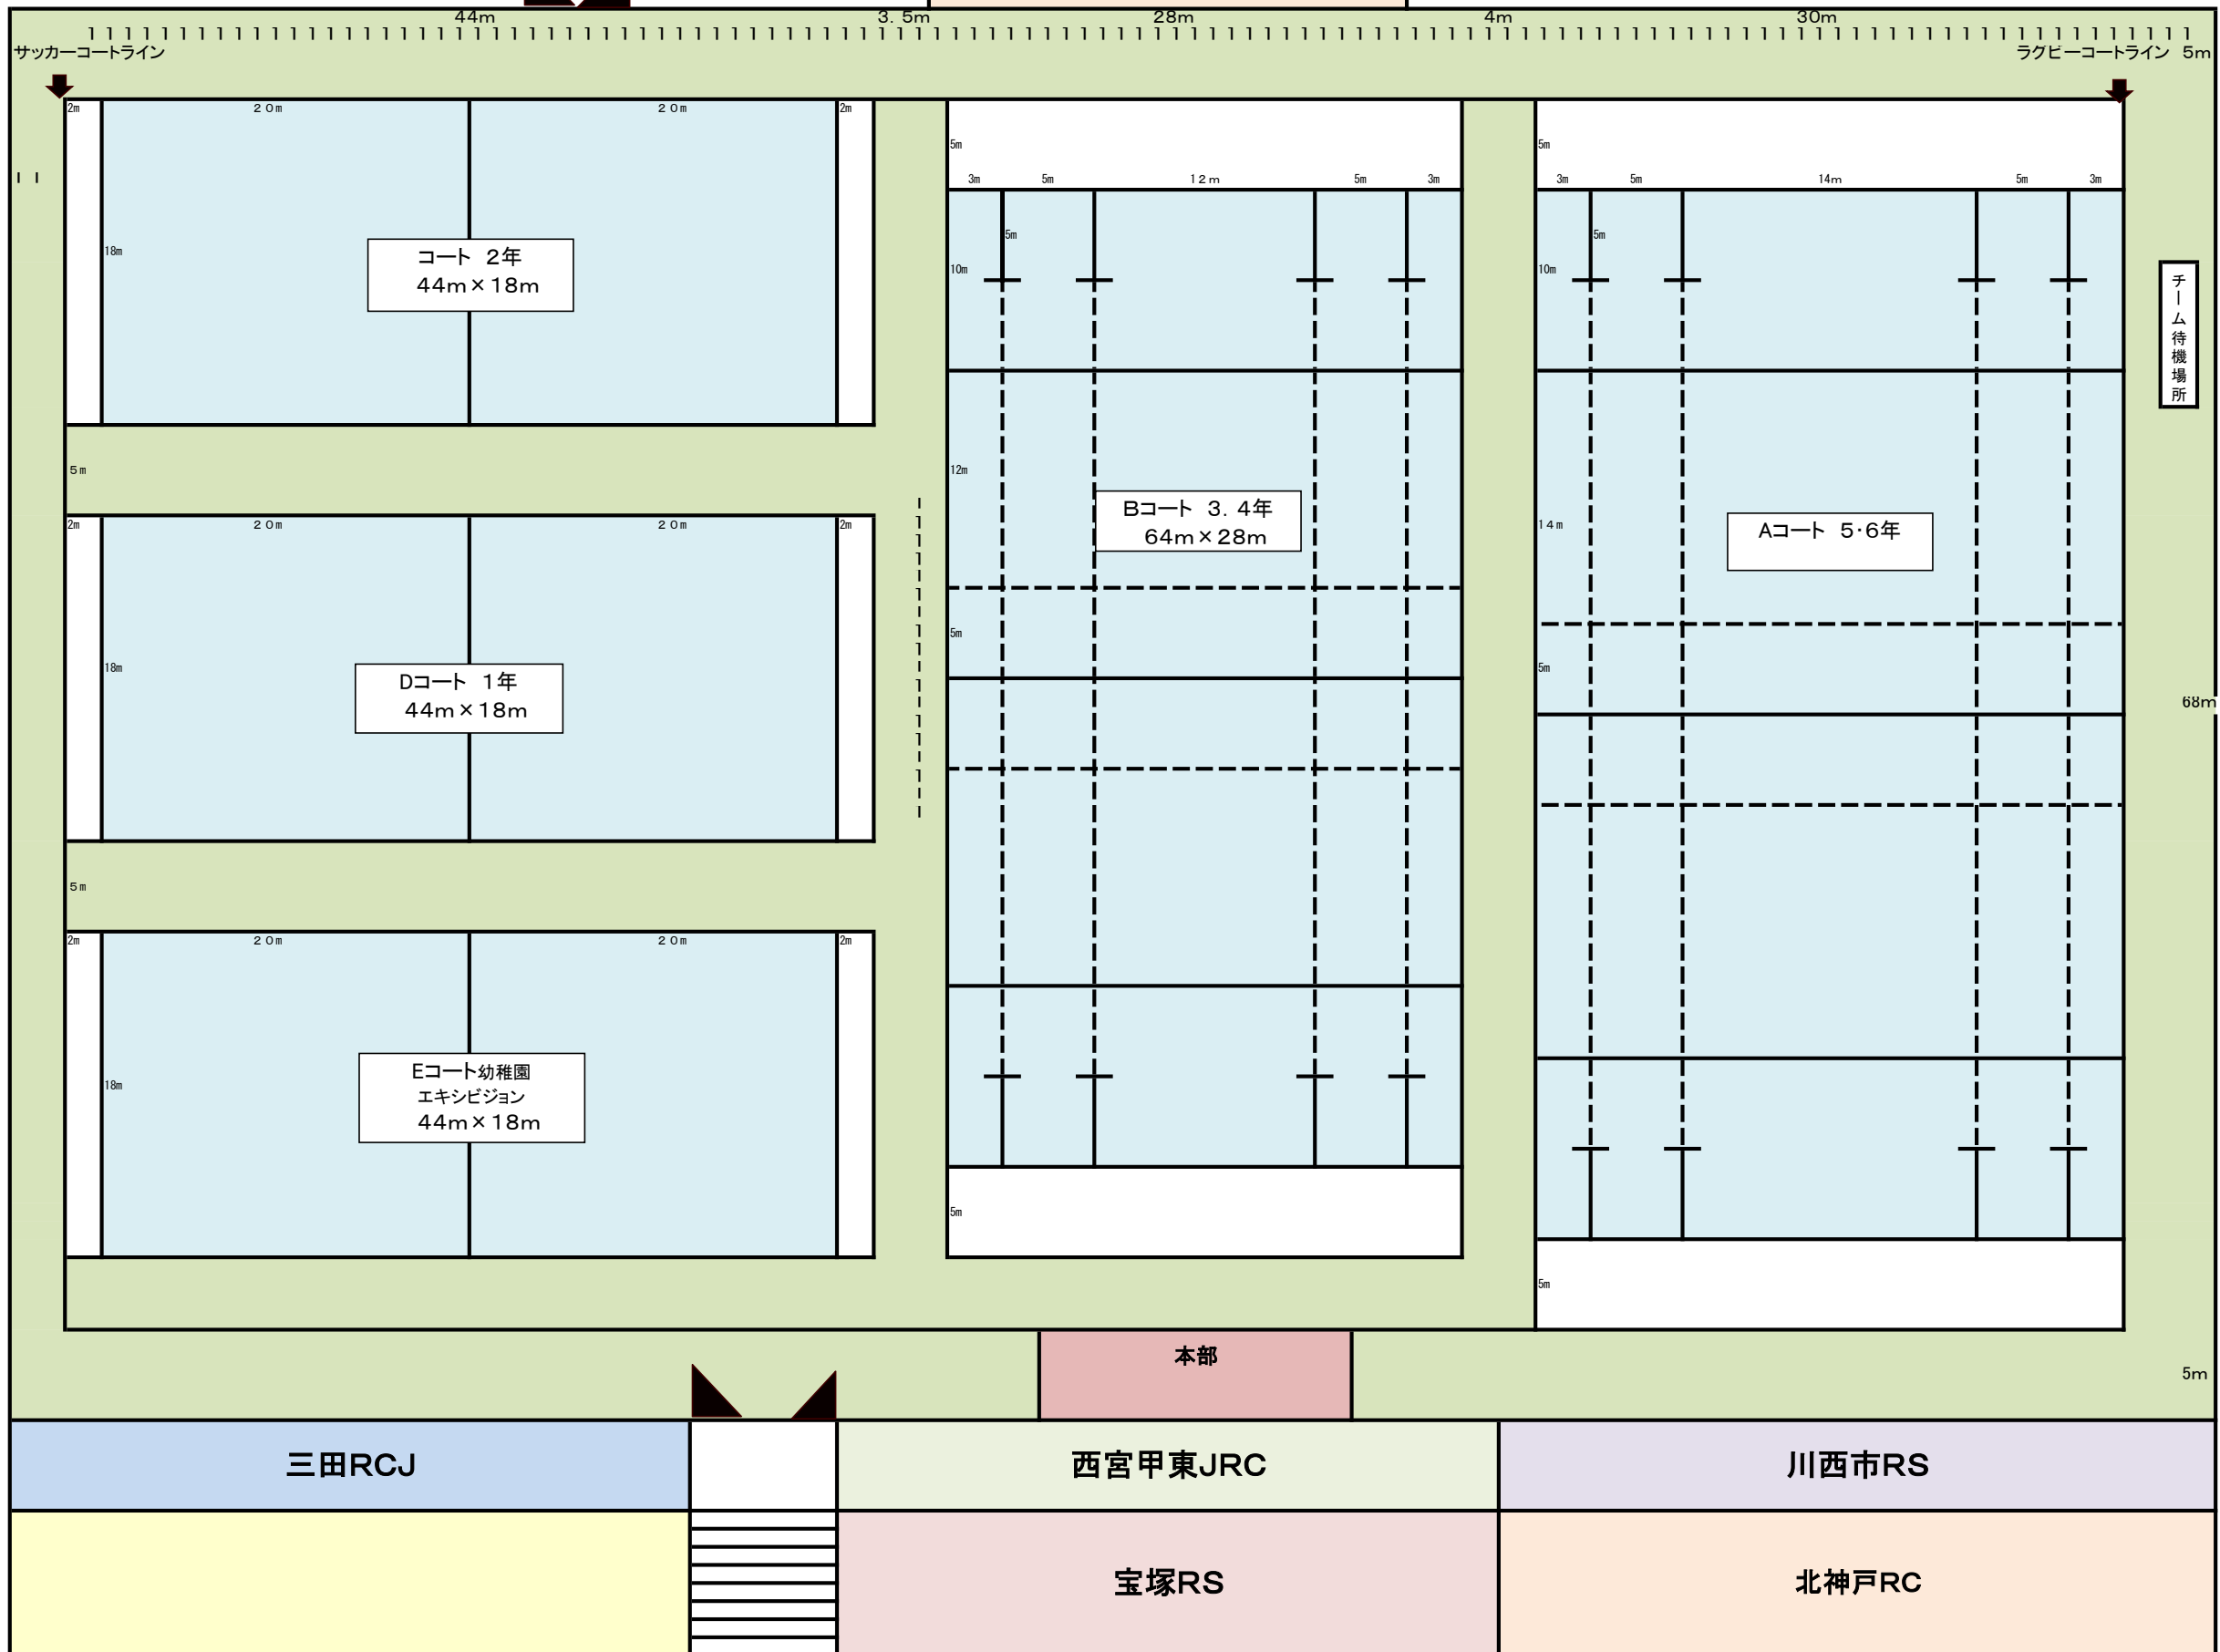 44m 3.5m 28m 4m 30m
サッカーコートライン ラグビーコートライン 5m
2m 20m 20m 2m
5m 5m
3m 5m 12m 5m 3m 3m 5m 14m 5m 3m
5m 5m
18m
コート 2年
44m×18m
10m 10m
チーム待機場所
5m 12m
Bコート 3.4年
64m×28m
2m 20m 20m 2m
14m
Aコート 5・6年
5m 5m
18m
Dコート 1年
44m×18m
68m
5m
2m 20m 20m 2m
18m
Eコート幼稚園
エキシビジョン
44m×18m
5m
5m
本部
5m
三田RCJ 西宮甲東JRC 川西市RS
宝塚RS 北神戸RC